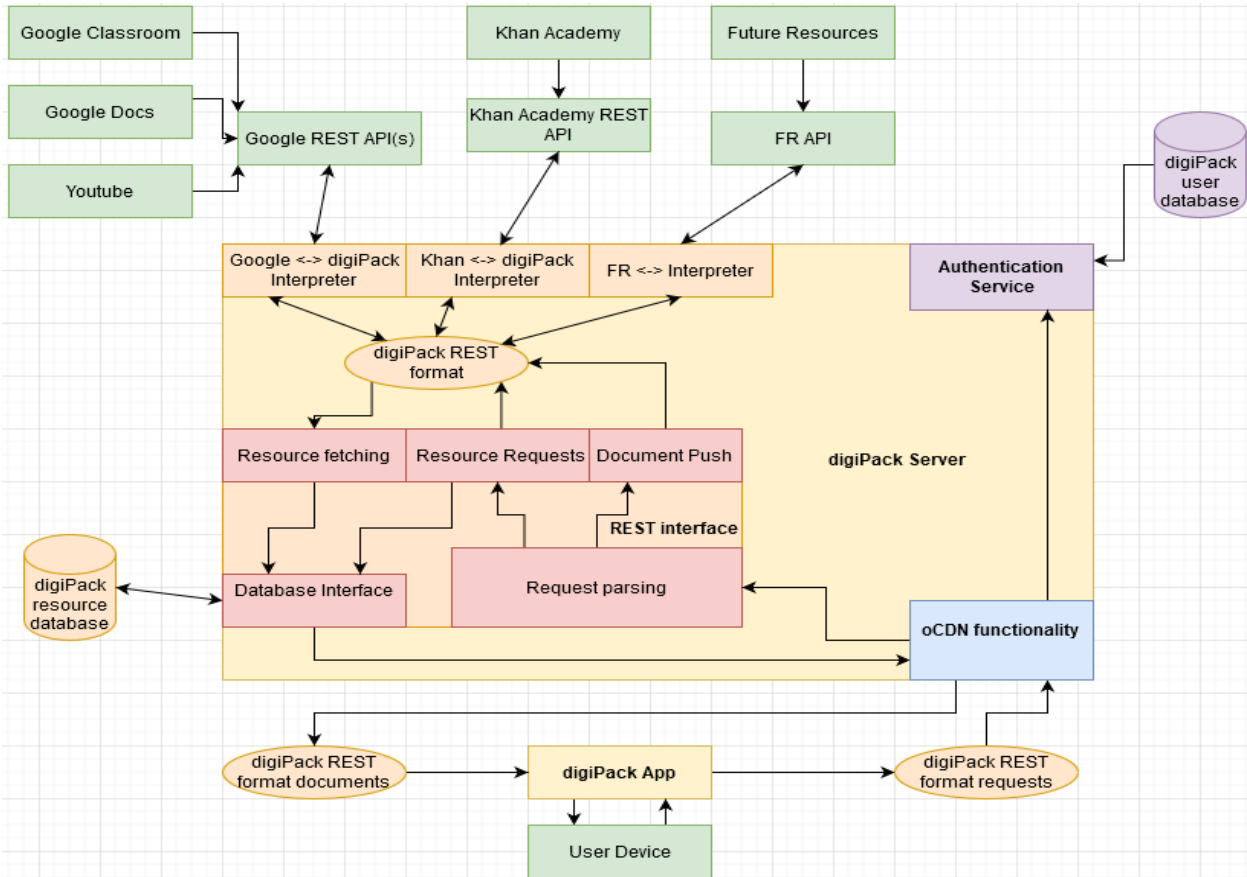 Google Classroom
Khan Academy
Future Resources
Google Docs
Google REST API(s)
Khan Academy REST
API
FR API
Youtube
digiPack
user
database
Google <-> digiPack
Interpreter
Khan <-> digiPack
Interpreter
FR <-> Interpreter
Authentication
Service
digiPack REST
format
Resource fetching
Resource Requests
Document Push
digiPack Server
REST interface
digiPack
resource
database
Database Interface
Request parsing
oCDN functionality
digiPack REST
format documents
digiPack App
digiPack REST
format requests
User Device